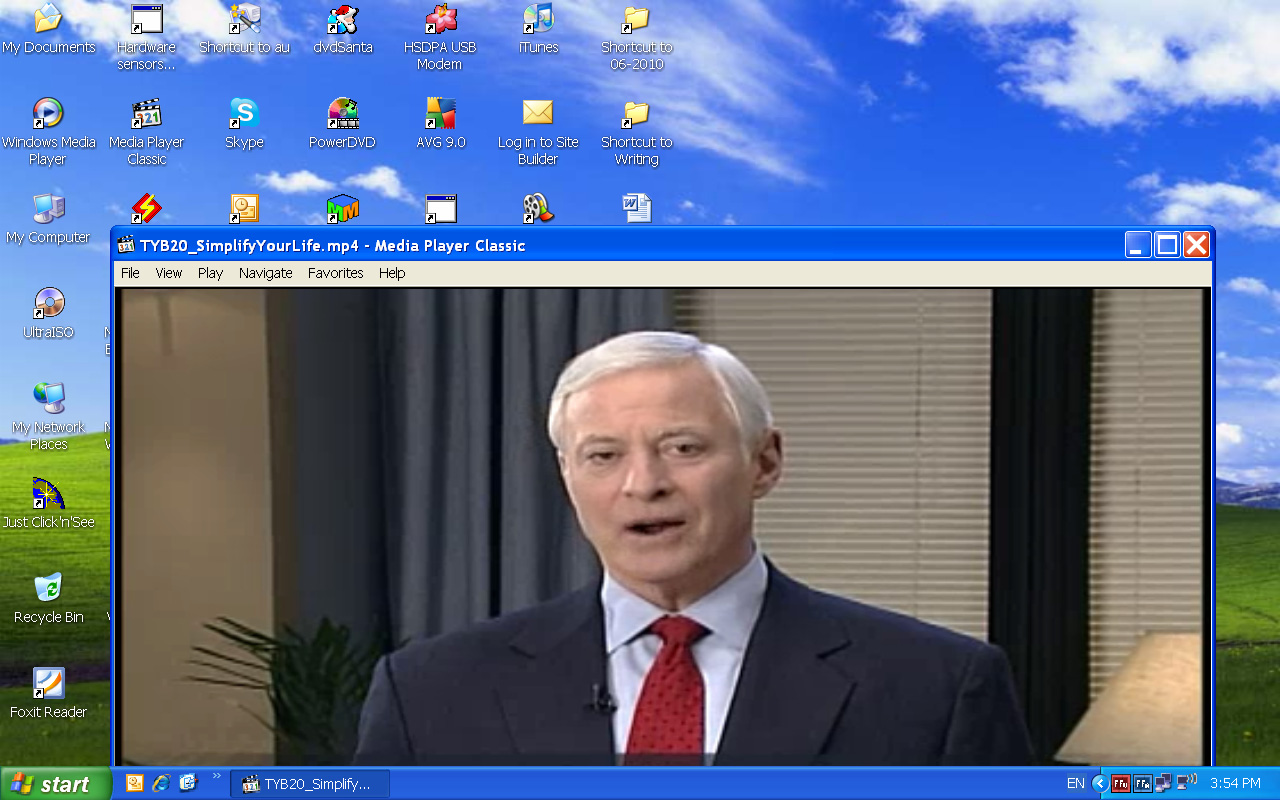 My Documents
Hardware
sensors...
Shortcut to au
dvdSanta
HSDPA USB
Modem
iTunes
Shortcut to
06-2010
Windows Media
Player
Media Player
Classic
Skype
PowerDVD
AVG 9.0
Log in to Site
Builder
Shortcut to
Writing
My Computer
TYB20_SimplifyYourLife.mp4 - Media Player Classic
File View Play Navigate Favorites Help
UltraISO
My Network
Places
Just Click'n'See
Recycle Bin
Foxit Reader
start
TYB20_Simplify...
EN
3:54 PM